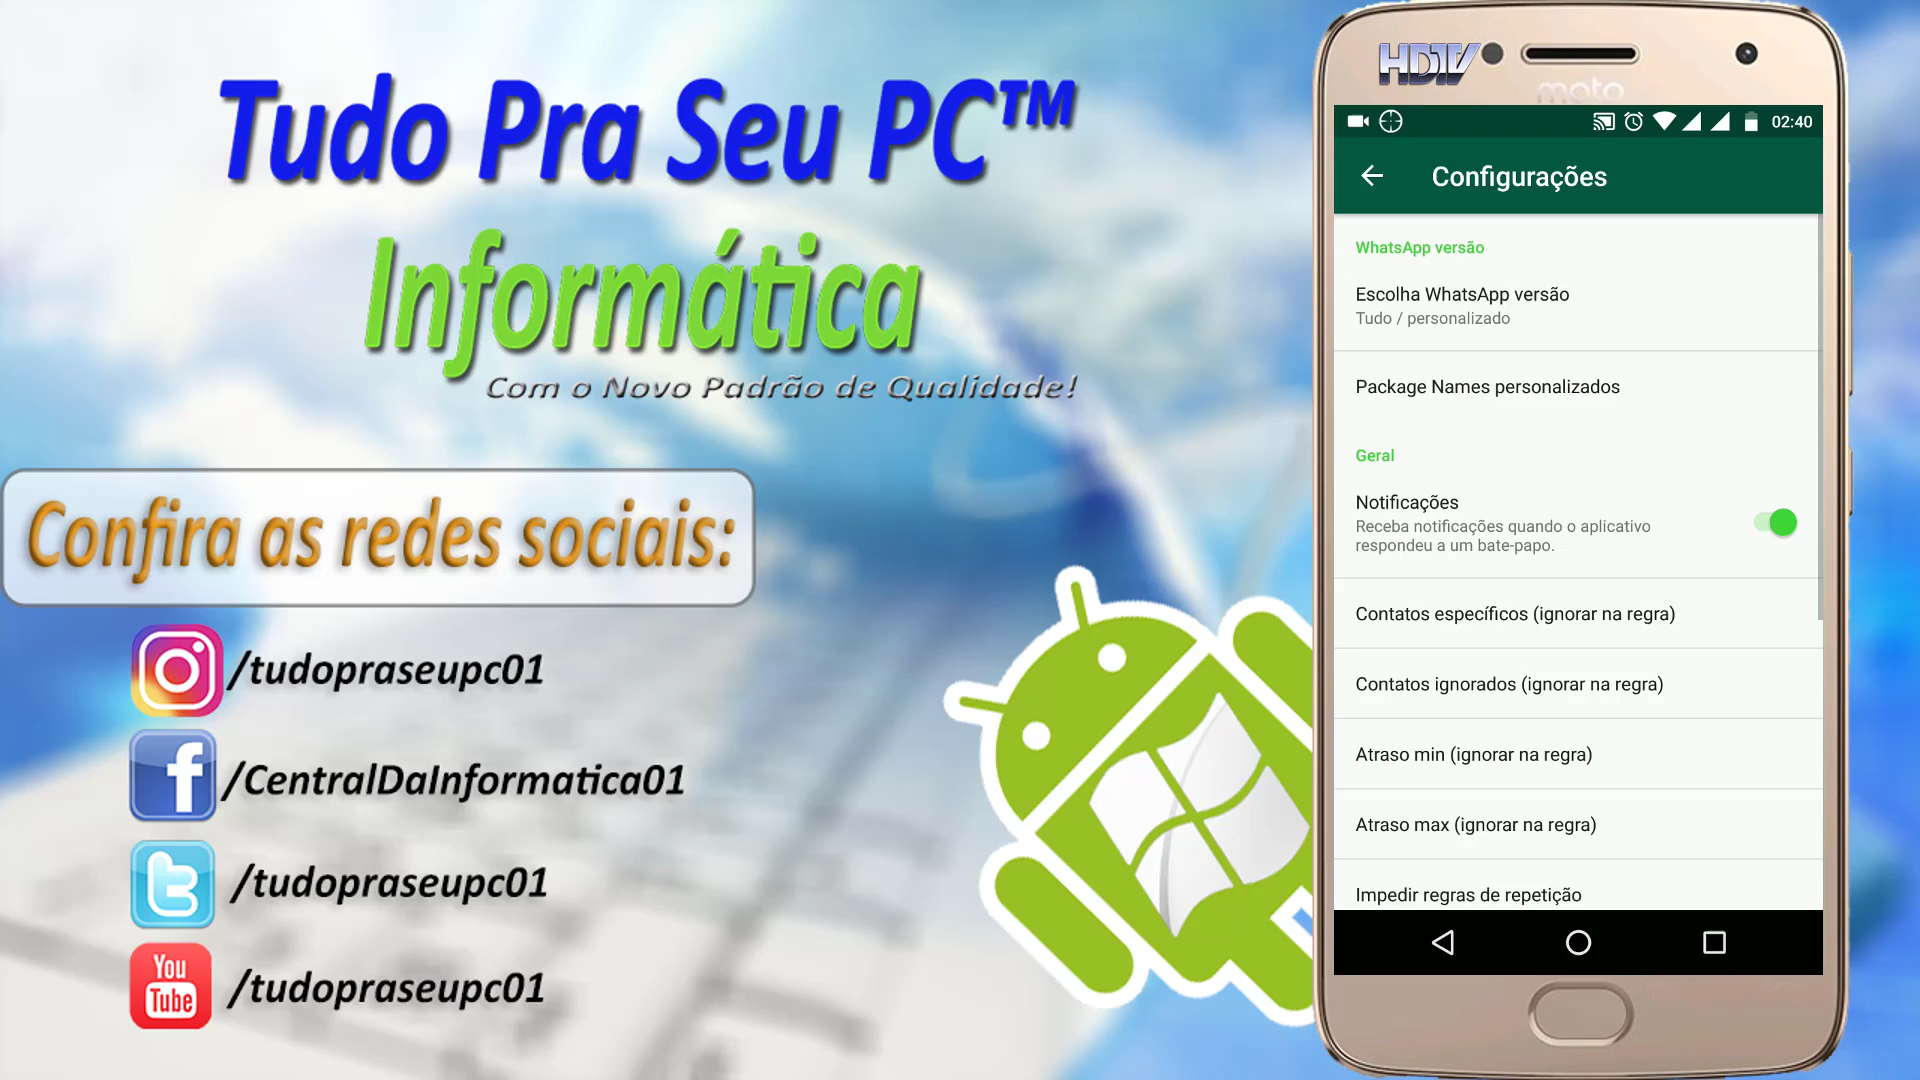 Tudo Pra Seu PC™
Informática
Com o Novo Padrão de Qualidade!
Confira as redes sociais:
/tudopraseupc01
/CentralDaInformatica01
/tudopraseupc01
You
Tube
/tudopraseupc01
HDTV
moto
02:40
Configurações
WhatsApp versão
Escolha WhatsApp versão
Tudo / personalizado
Package Names personalizados
Geral
Notificações
Receba notificações quando o aplicativo
respondeu a um bate-papo.
Contatos específicos (ignorar na regra)
Contatos ignorados (ignorar na regra)
Atraso min (ignorar na regra)
Atraso max (ignorar na regra)
Impedir regras de repetição